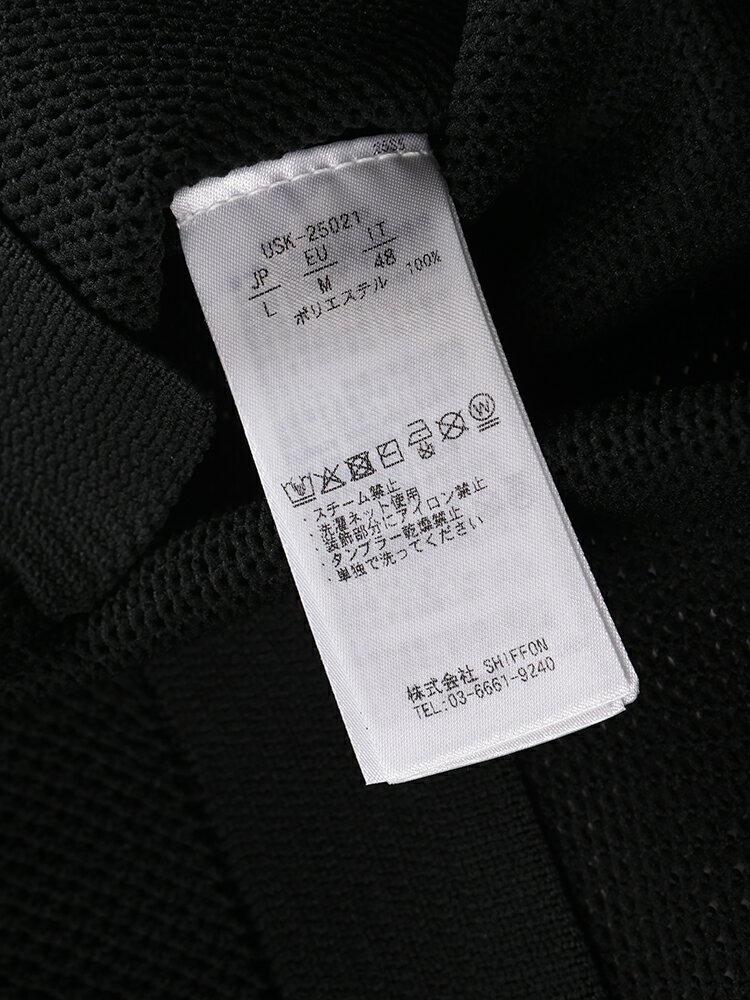 USK-25021
JP EU IT
L M 48
ポリエステル 100%
・スチーム禁止
・洗濯ネット使用
・装飾部分にアイロン禁止
・タンブラー乾燥禁止
・単独で洗ってください
株式会社 SHIFFON
TEL:03-6661-9240